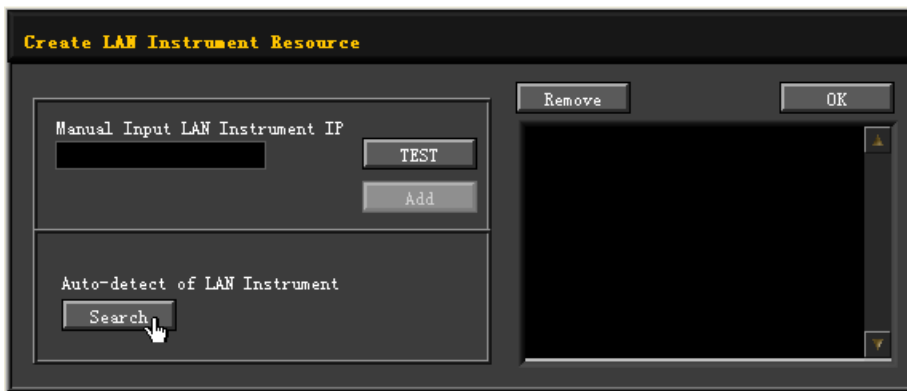 Create LAN Instrument Resource
Manual Input LAN Instrument IP
TEST
Add
Auto-detect of LAN Instrument
Search
Remove
OK